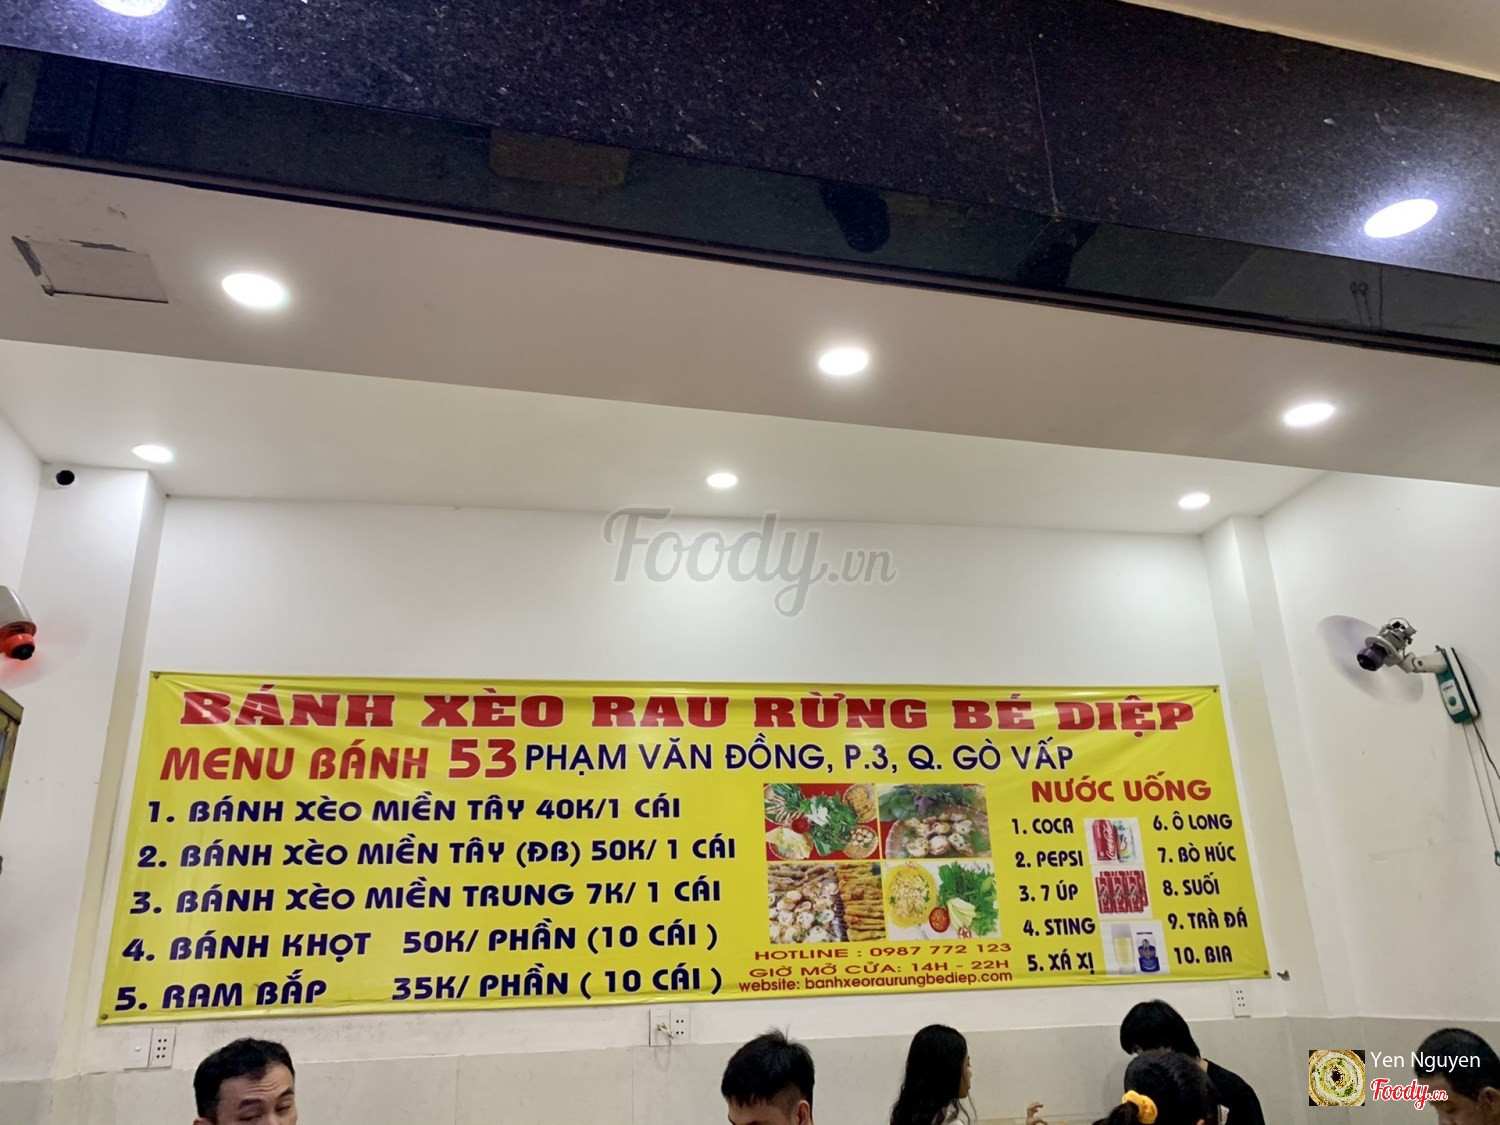 Foody.vn
BÁNH XÈO RAU RỪNG BÉ DIỆP
MENU BÁNH 53 PHẠM VĂN ĐỒNG, P.3, Q. GÒ VẤP
1. BÁNH XÈO MIỀN TÂY 40K/1 CÁI
2. BÁNH XÈO MIỀN TÂY (ĐB) 50K/ 1 CÁI
3. BÁNH XÈO MIỀN TRUNG 7K/ 1 CÁI
4. BÁNH KHỌT 50K/ PHẦN (10 CÁI )
5. RAM BẮP 35K/ PHẦN ( 10 CÁI )
HOTLINE : 0987 772 123
GIỜ MỞ CỬA: 14H - 22H
website: banhxeoraurungbediep.com
NƯỚC UỐNG
1. COCA
2. PEPSI
3. 7 ÚP
4. STING
5. XÁ XỊ
6. Ô LONG
7. BÒ HÚC
8. SUỐI
9. TRÀ ĐÁ
10. BIA
Yen Nguyen
Foody.vn